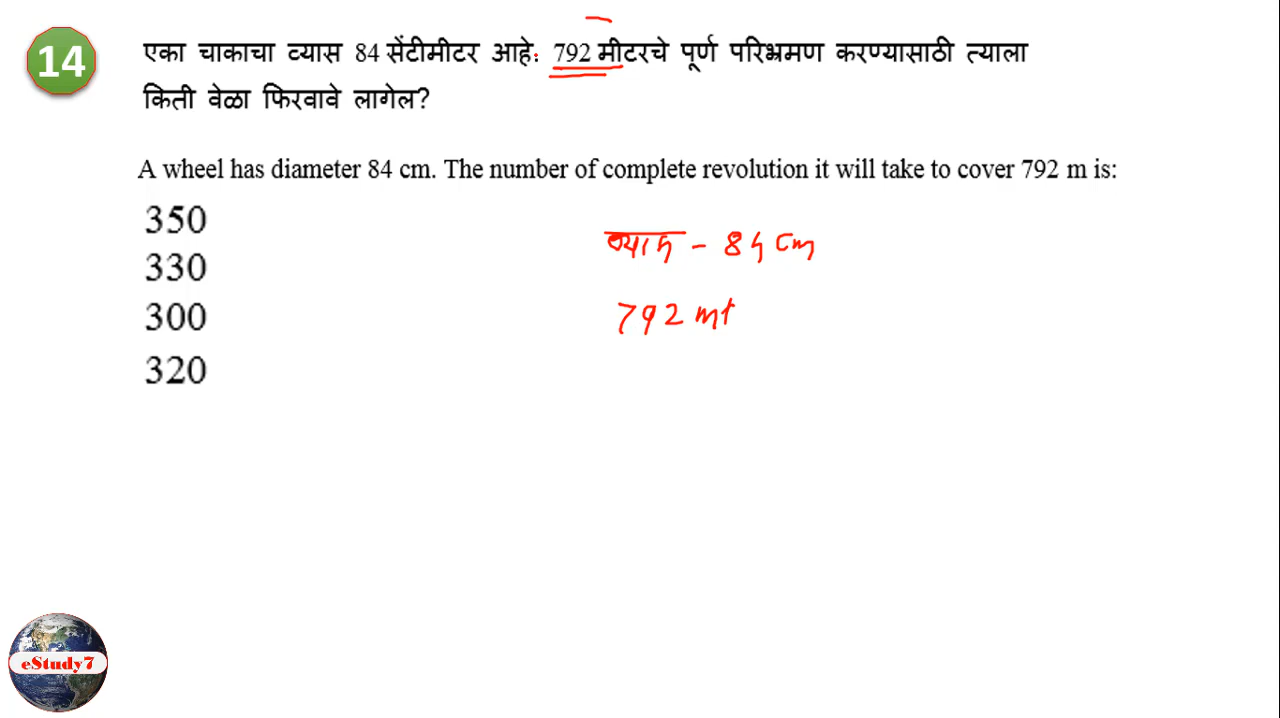 14
एका चाकाचा व्यास 84 सेंटीमीटर आहे. 792 मीटरचे पूर्ण परिभ्रमण करण्यासाठी त्याला
किती वेळा फिरवावे लागेल?
A wheel has diameter 84 cm. The number of complete revolution it will take to cover 792 m is:
350
330
300
320
व्यास - 84 cm
792 mt
eStudy7